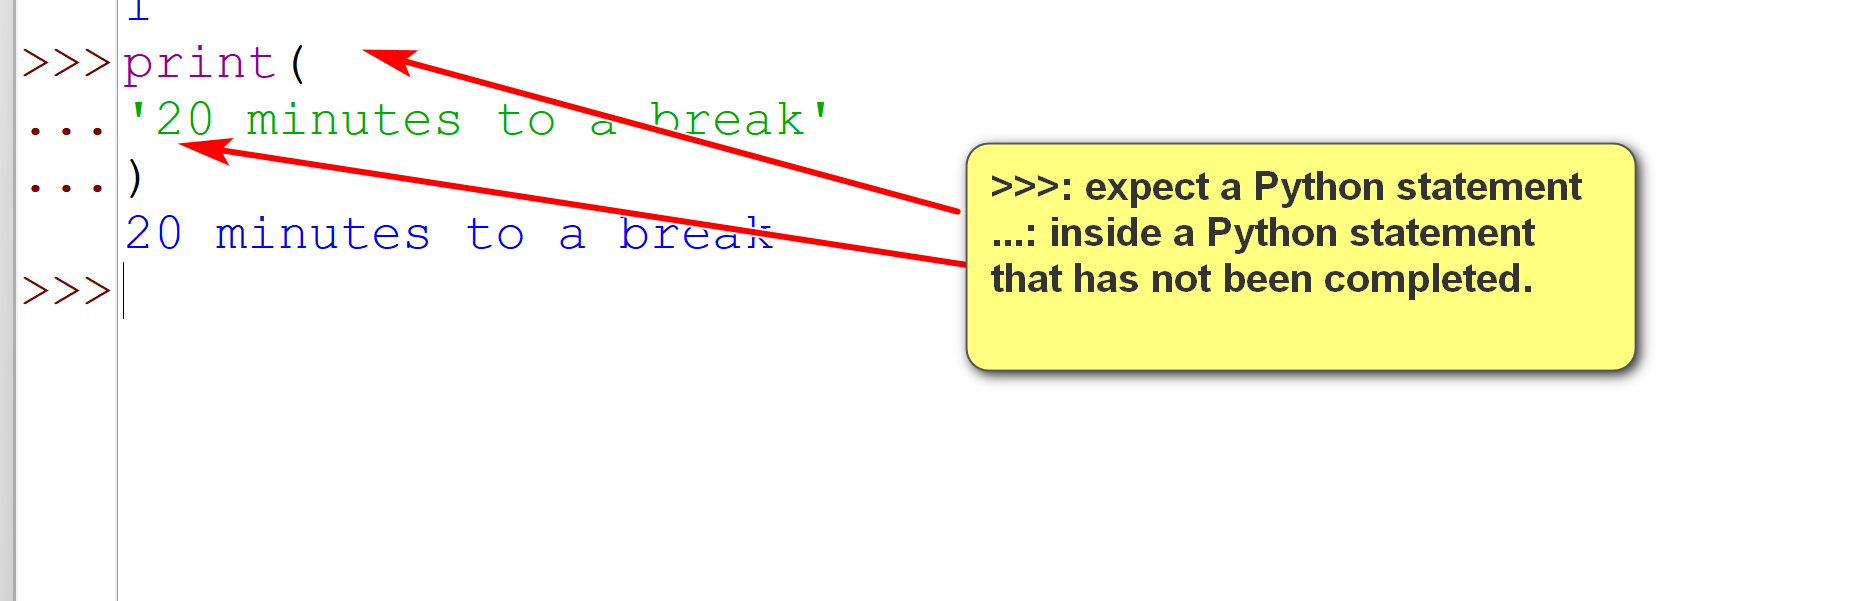 >>> print(
... '20 minutes to a break'
... )
20 minutes to a break
>>>
>>>: expect a Python statement
...: inside a Python statement
that has not been completed.